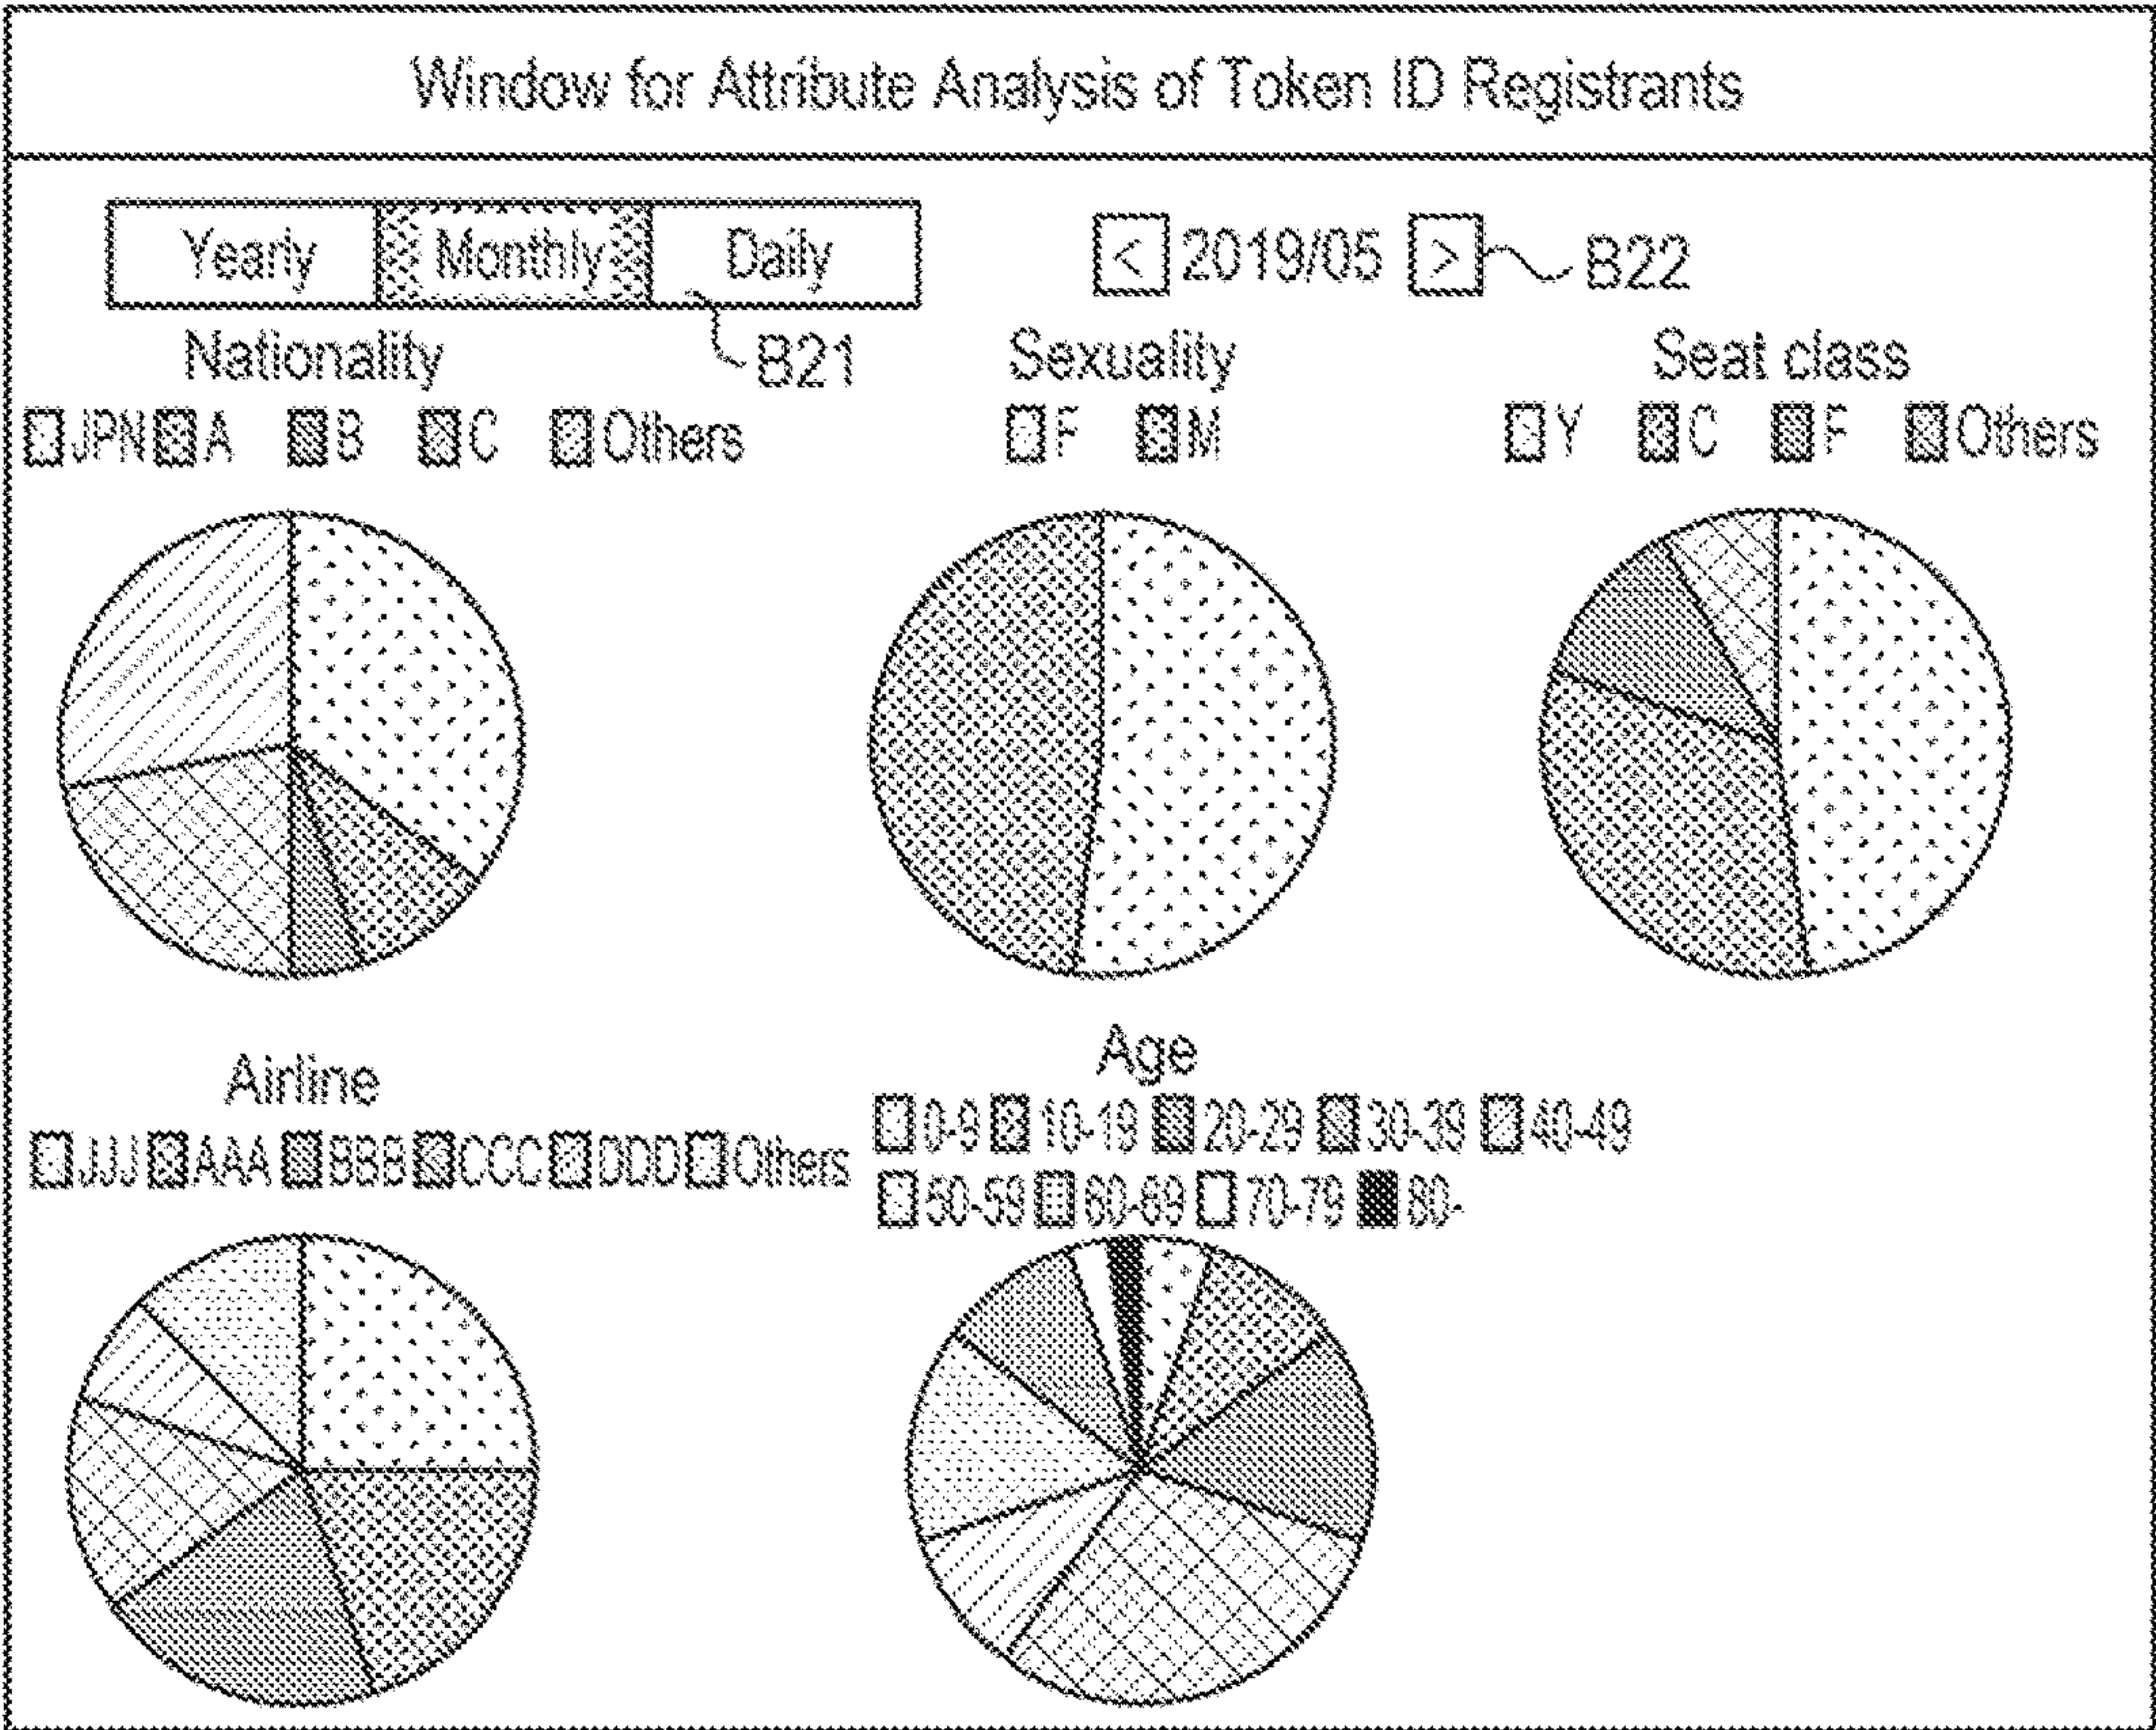 Window for Attribute Analysis of Token ID Registrants
Yearly Monthly Daily < 2019/05 > B22
B21
Nationality Sexuality Seat class
JPN A B C Others F M Y C F Others
Airline Age
JJJ AAA BBB CCC DDD Others 0-9 10-19 20-29 30-39 40-49
50-59 60-69 70-79 80-